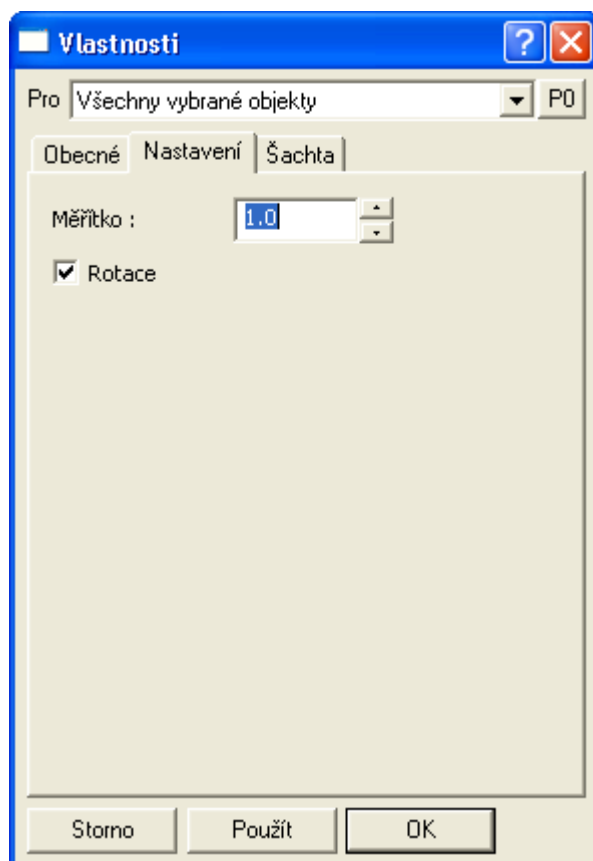 Vlastnosti
Pro Všechny vybrané objekty P0
Obecné Nastavení Šachta
Měřítko : 1.0
Rotace
Storno Použít OK